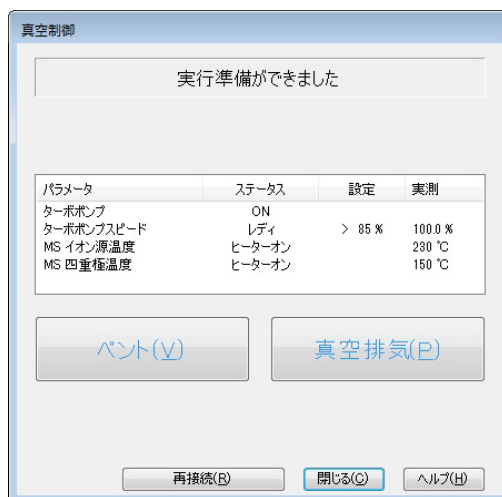 真空制御
実行準備ができました
パラメータ ステータス 設定 実測
ターボポンプ ON
ターボポンプスピード レディ > 85 % 100.0 %
MS イオン源温度 ヒーターオン 230 ℃
MS 四重極温度 ヒーターオン 150 ℃
ベント(V) 真空排気(P)
再接続(R) 閉じる(C) ヘルプ(H)